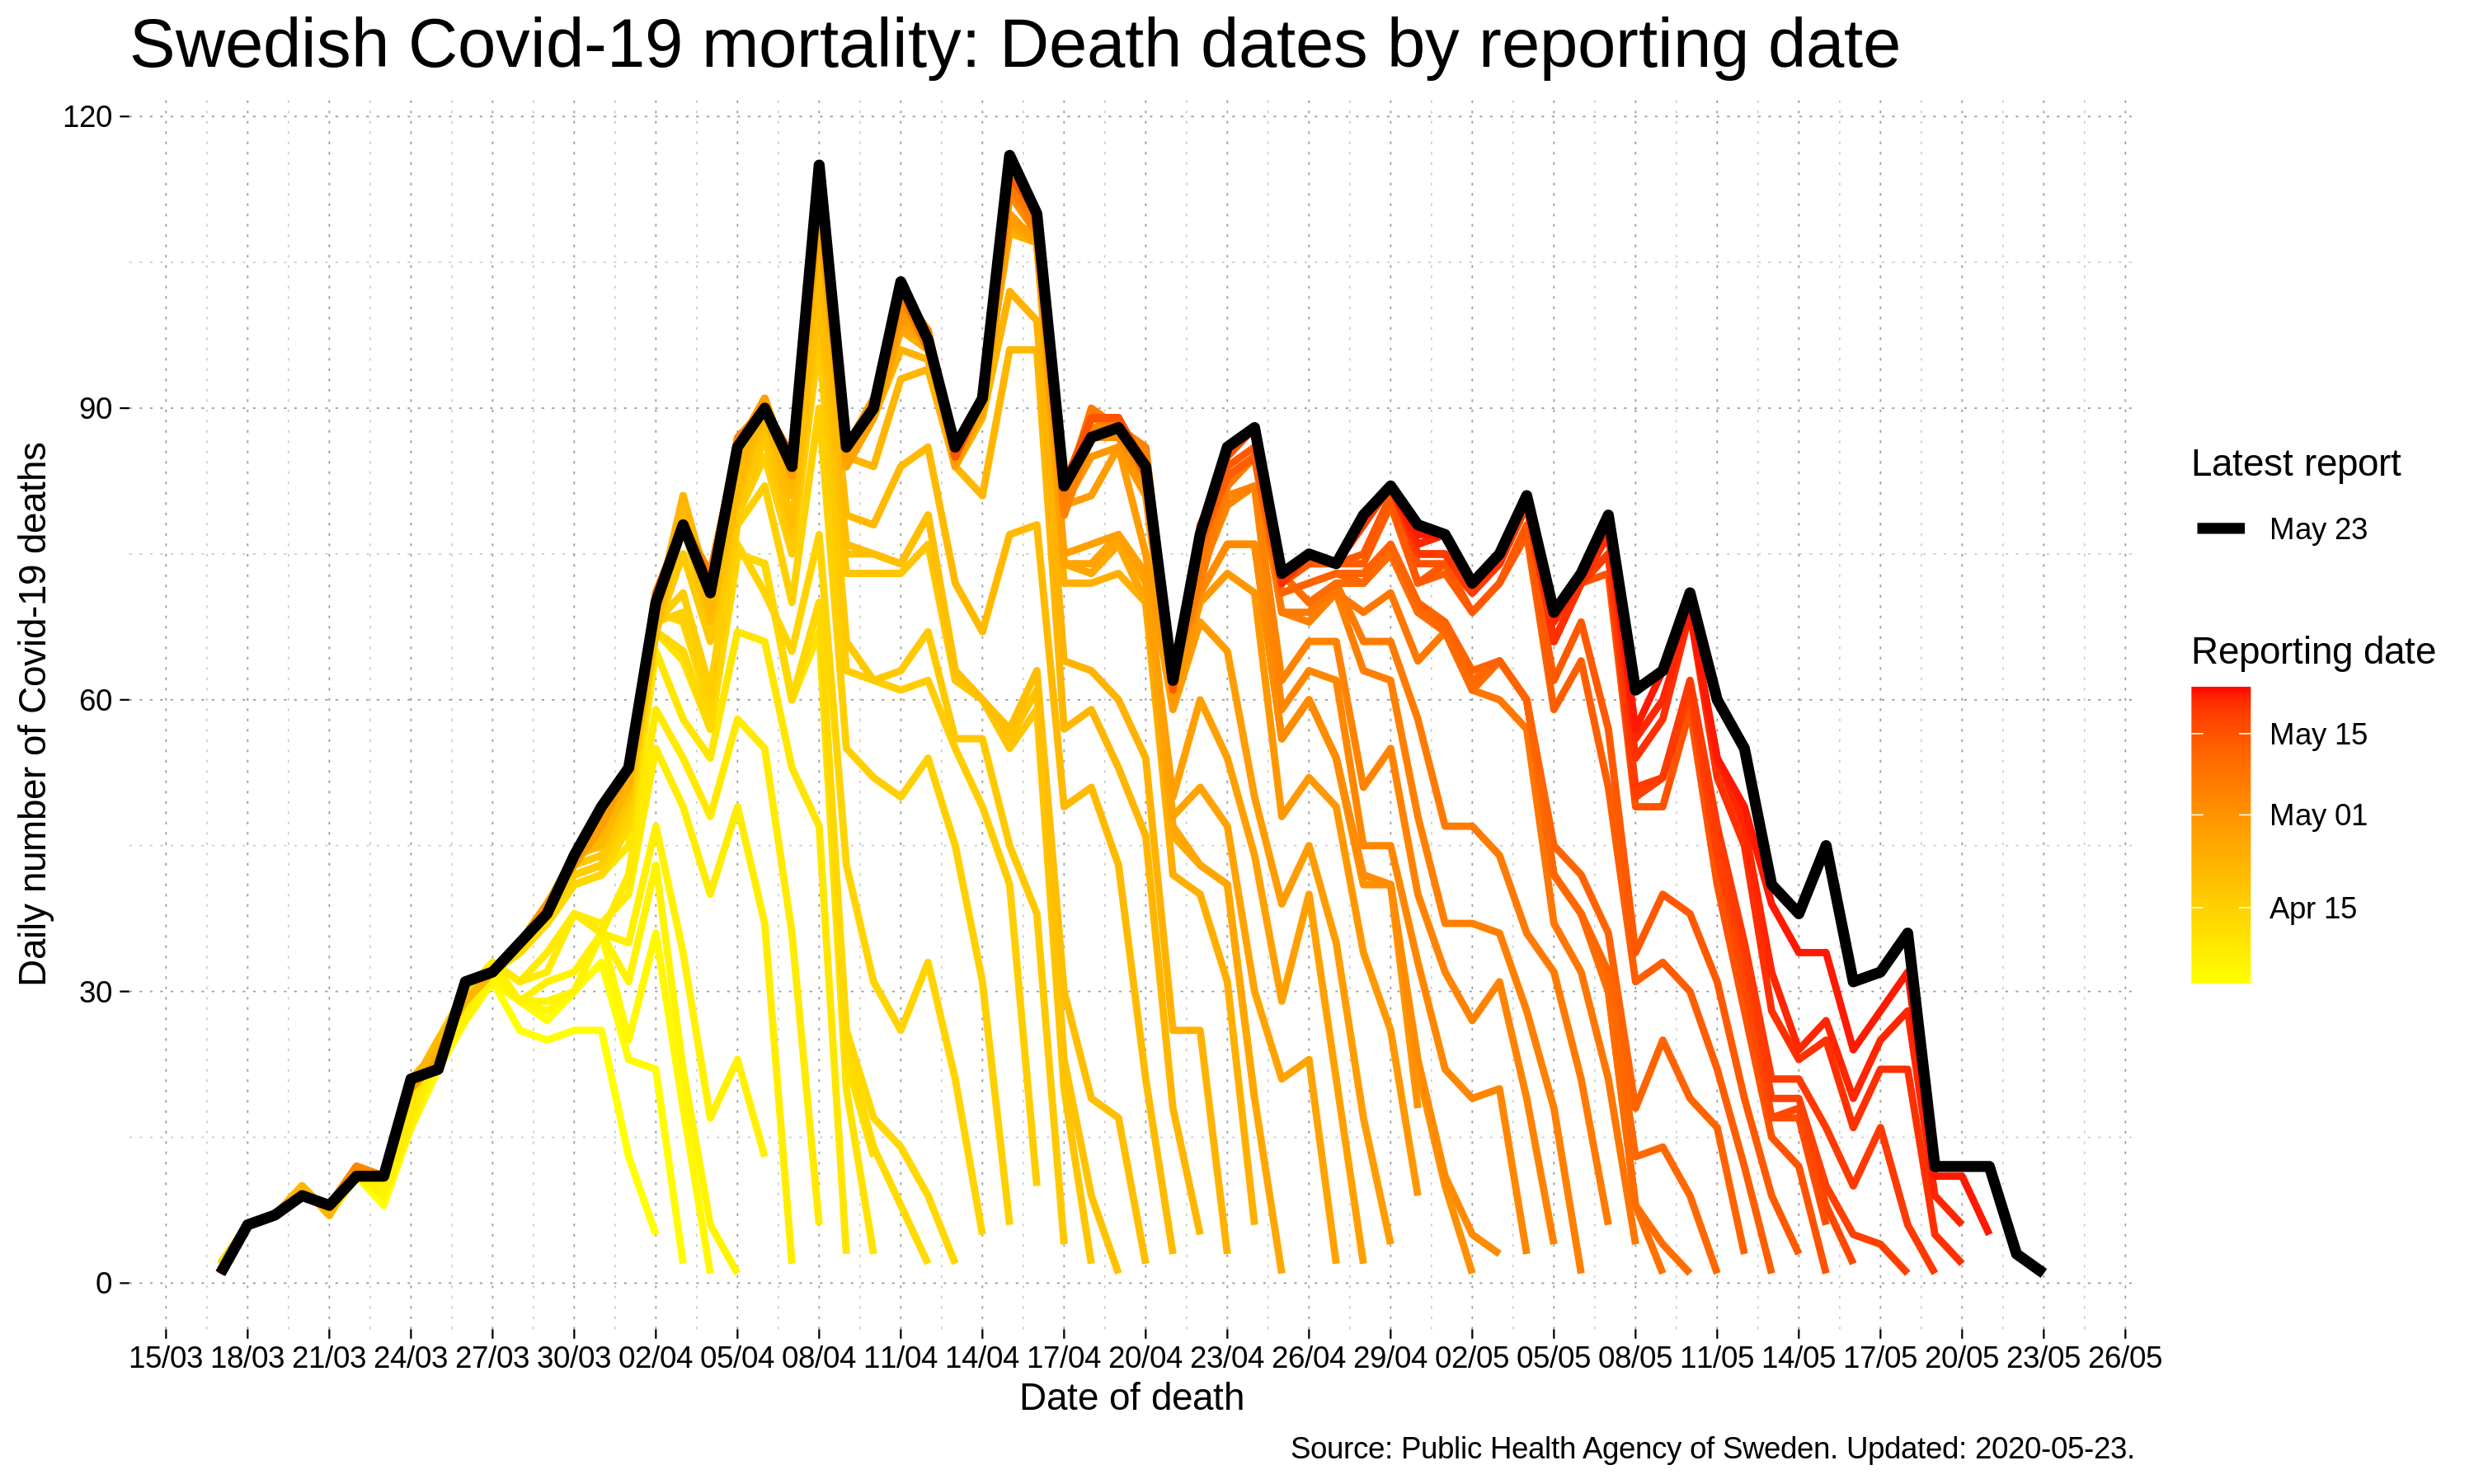 Swedish Covid-19 mortality: Death dates by reporting date
Daily number of Covid-19 deaths
120
90
60
30
0
15/03 18/03 21/03 24/03 27/03 30/03 02/04 05/04 08/04 11/04 14/04 17/04 20/04 23/04 26/04 29/04 02/05 05/05 08/05 11/05 14/05 17/05 20/05 23/05 26/05
Date of death
Latest report
May 23
Reporting date
May 15
May 01
Apr 15
Source: Public Health Agency of Sweden. Updated: 2020-05-23.